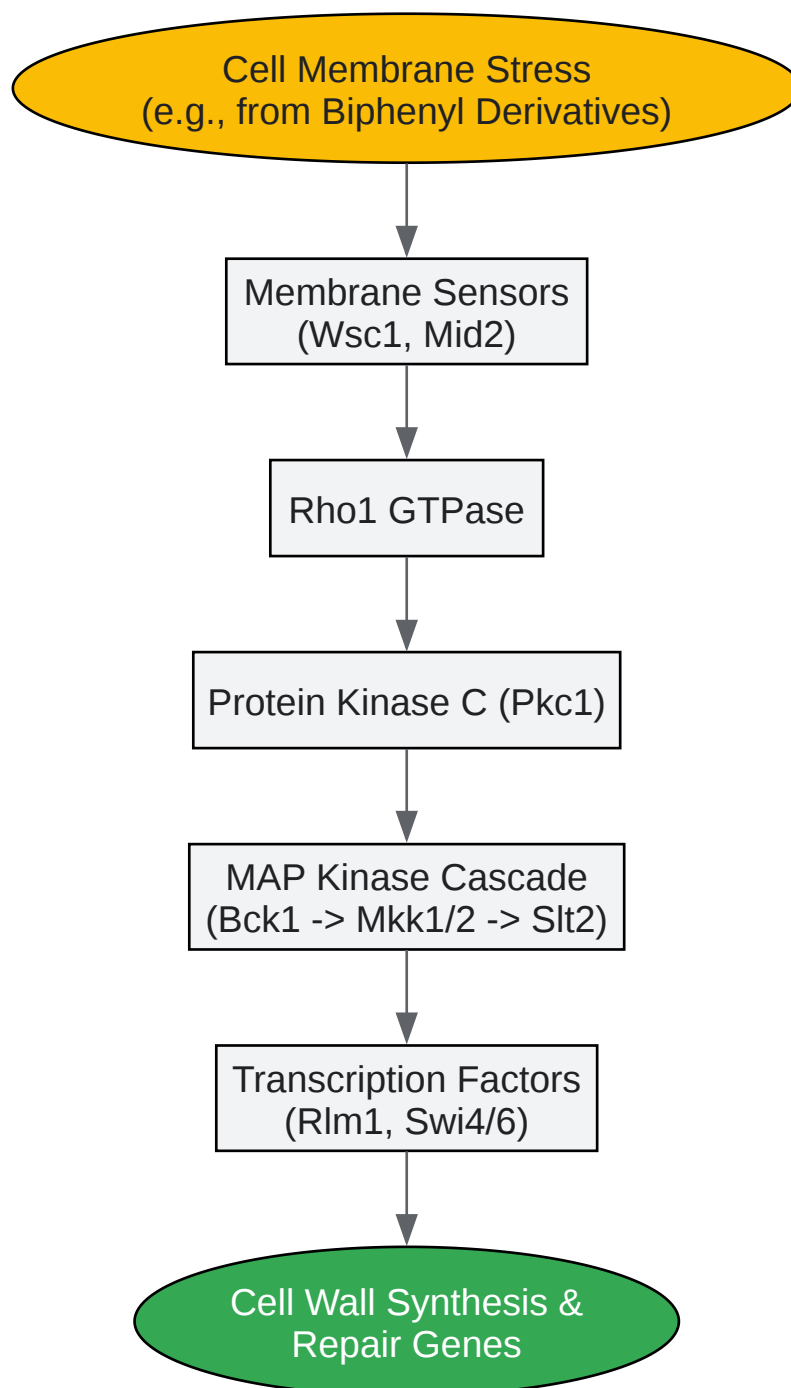 Cell Membrane Stress
(e.g., from Biphenyl Derivatives)
Membrane Sensors
(Wsc1, Mid2)
Rho1 GTPase
Protein Kinase C (Pkc1)
MAP Kinase Cascade
(Bck1 -> Mkk1/2 -> Slt2)
Transcription Factors
(Rlm1, Swi4/6)
Cell Wall Synthesis &
Repair Genes